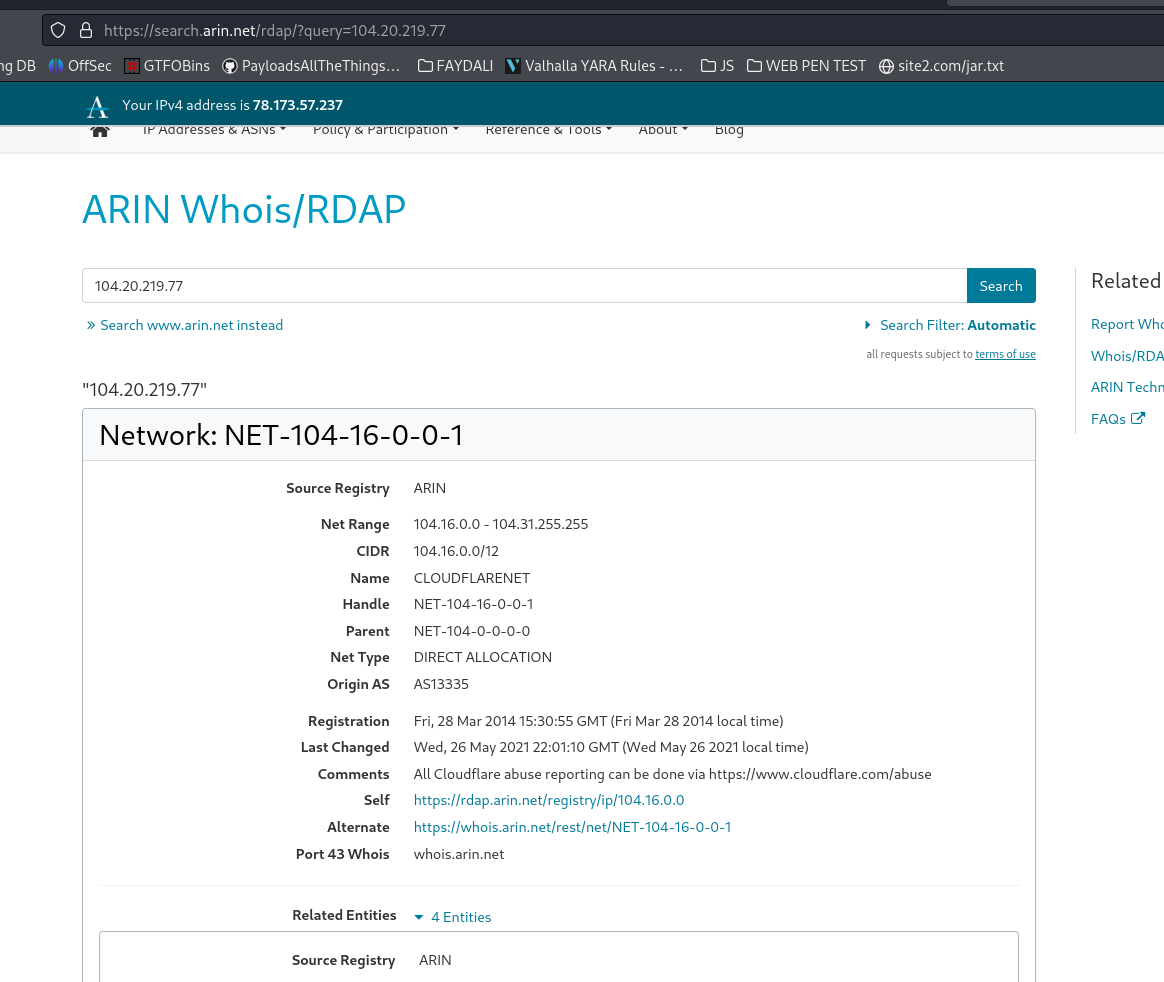 https://search.arin.net/rdap/?query=104.20.219.77
ng DB OffSec GTFOBins PayloadsAllTheThings... FAYDALI Valhalla YARA Rules - ... JS WEB PEN TEST site2.com/jar.txt
Your IPv4 address is 78.173.57.237
IP Addresses & ASNs Policy & Participation Reference & Tools About Blog
ARIN Whois/RDAP
104.20.219.77 Search
Related
Search www.arin.net instead Search Filter: Automatic
Report Who
all requests subject to terms of use
Whois/RDA
ARIN Techn
"104.20.219.77"
FAQs
Network: NET-104-16-0-0-1
Source Registry ARIN
Net Range 104.16.0.0 - 104.31.255.255
CIDR 104.16.0.0/12
Name CLOUDFLARENET
Handle NET-104-16-0-0-1
Parent NET-104-0-0-0-0
Net Type DIRECT ALLOCATION
Origin AS AS13335
Registration Fri, 28 Mar 2014 15:30:55 GMT (Fri Mar 28 2014 local time)
Last Changed Wed, 26 May 2021 22:01:10 GMT (Wed May 26 2021 local time)
Comments All Cloudflare abuse reporting can be done via https://www.cloudflare.com/abuse
Self https://rdap.arin.net/registry/ip/104.16.0.0
Alternate https://whois.arin.net/rest/net/NET-104-16-0-0-1
Port 43 Whois whois.arin.net
Related Entities 4 Entities
Source Registry ARIN